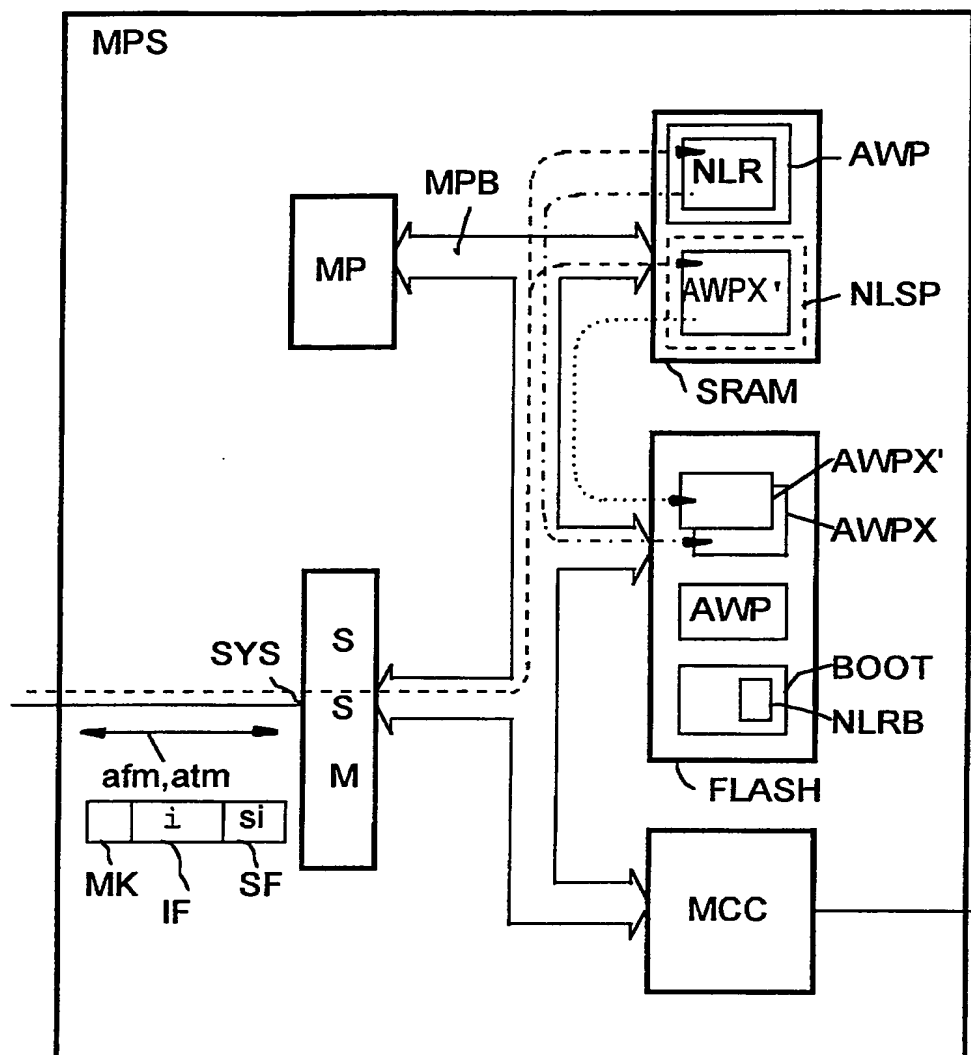 MPS
NLR
AWP
MPB
MP
AWPX'
NLSP
SRAM
AWPX'
AWPX
AWP
SYS
S
S
M
BOOT
NLRB
afm,atm
FLASH
i
si
MK
IF
SF
MCC